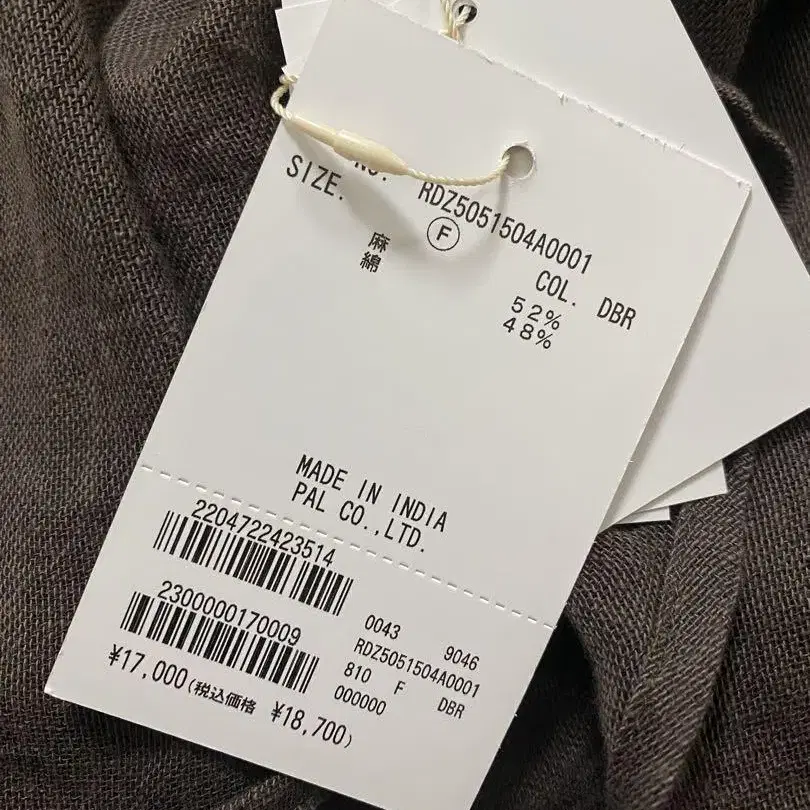 NO. RDZ5051504A0001
SIZE. Ⓕ COL. DBR
麻 52%
綿 48%
MADE IN INDIA
PAL CO.,LTD.
2204722423514
2300000170009
0043 9046
RDZ5051504A0001
810 F DBR
000000
¥17,000(税込価格 ¥18,700)